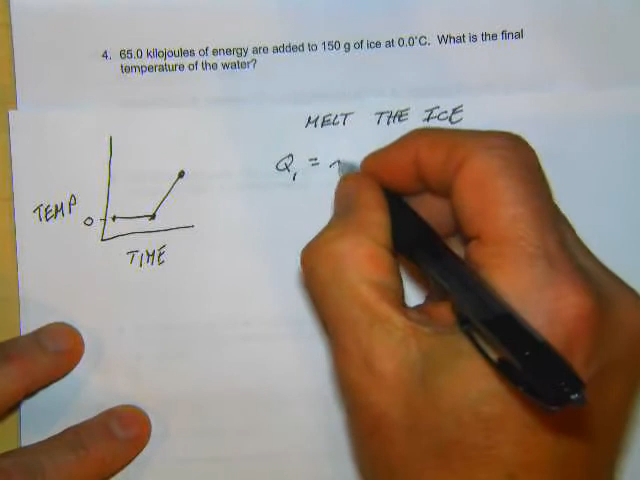 4. 65.0 kilojoules of energy are added to 150 g of ice at 0.0°C. What is the final
temperature of the water?
MELT THE ICE
Q₁ =
TEMP
0
TIME